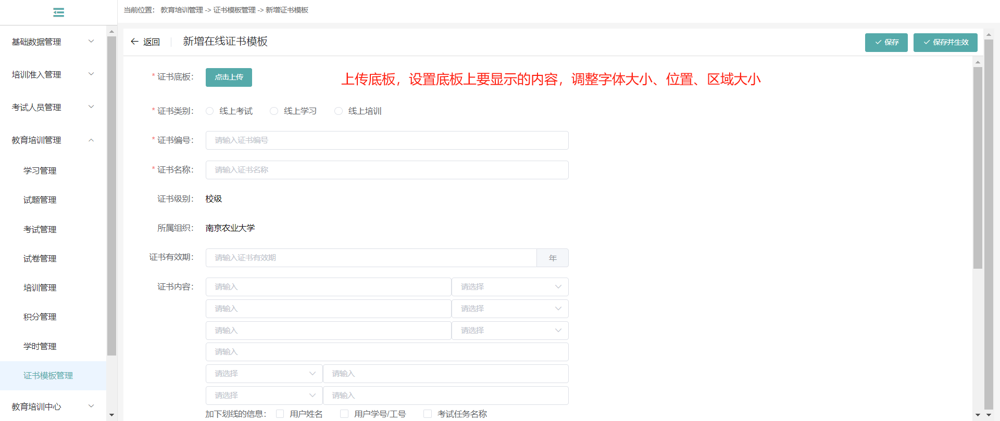 当前位置： 教育培训管理 -> 证书模板管理 -> 新增证书模板
基础数据管理
培训准入管理
考试人员管理
教育培训管理
学习管理
试题管理
考试管理
试卷管理
培训管理
积分管理
学时管理
证书模板管理
教育培训中心
返回 新增在线证书模板 保存 保存并生效
* 证书底板： 点击上传 上传底板，设置底板上要显示的内容，调整字体大小、位置、区域大小
* 证书类别： 线上考试 线上学习 线上培训
* 证书编号： 请输入证书编号
* 证书名称： 请输入证书名称
证书级别： 校级
所属组织： 南京农业大学
证书有效期： 请输入证书有效期 年
证书内容： 请输入 请选择
请输入 请选择
请输入 请选择
请输入
请选择 请输入
请选择 请输入
加下划线的信息： 用户姓名 用户学号/工号 考试任务名称